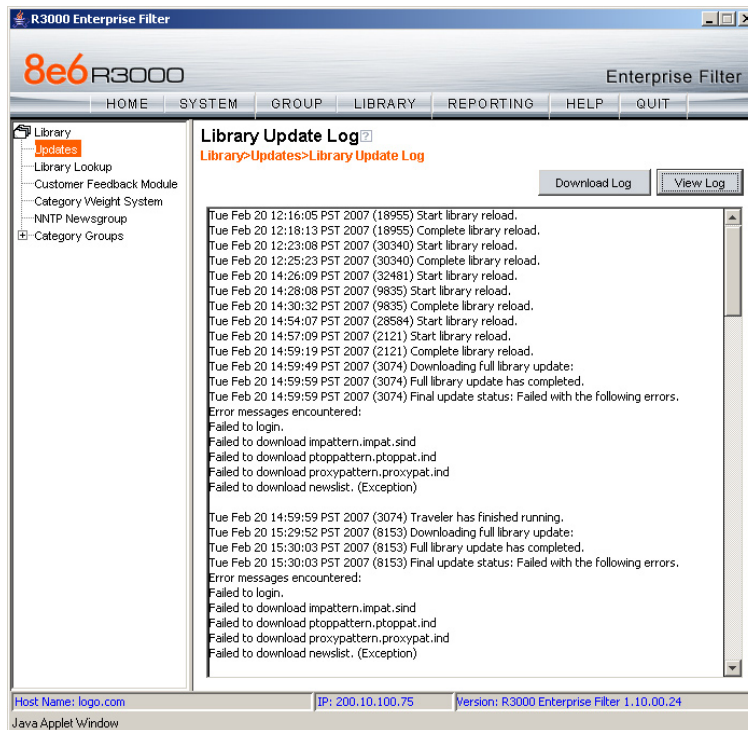 R3000 Enterprise Filter
8e6 R3000
Enterprise Filter
HOME SYSTEM GROUP LIBRARY REPORTING HELP QUIT
Library
Updates
Library Lookup
Customer Feedback Module
Category Weight System
NNTP Newsgroup
Category Groups
Library Update Log
Library>Updates>Library Update Log
Download Log View Log
Tue Feb 20 12:16:05 PST 2007 (18955) Start library reload.
Tue Feb 20 12:18:13 PST 2007 (18955) Complete library reload.
Tue Feb 20 12:23:08 PST 2007 (30340) Start library reload.
Tue Feb 20 12:25:23 PST 2007 (30340) Complete library reload.
Tue Feb 20 14:26:09 PST 2007 (32481) Start library reload.
Tue Feb 20 14:28:08 PST 2007 (9835) Start library reload.
Tue Feb 20 14:30:32 PST 2007 (9835) Complete library reload.
Tue Feb 20 14:54:07 PST 2007 (28584) Start library reload.
Tue Feb 20 14:57:09 PST 2007 (2121) Start library reload.
Tue Feb 20 14:59:19 PST 2007 (2121) Complete library reload.
Tue Feb 20 14:59:49 PST 2007 (3074) Downloading full library update:
Tue Feb 20 14:59:59 PST 2007 (3074) Full library update has completed.
Tue Feb 20 14:59:59 PST 2007 (3074) Final update status: Failed with the following errors.
Error messages encountered:
Failed to login.
Failed to download impattern.impat.sind
Failed to download ptoppattern.ptoppat.ind
Failed to download proxypattern.proxypat.ind
Failed to download newslist. (Exception)
Tue Feb 20 14:59:59 PST 2007 (3074) Traveler has finished running.
Tue Feb 20 15:29:52 PST 2007 (8153) Downloading full library update:
Tue Feb 20 15:30:03 PST 2007 (8153) Full library update has completed.
Tue Feb 20 15:30:03 PST 2007 (8153) Final update status: Failed with the following errors.
Error messages encountered:
Failed to login.
Failed to download impattern.impat.sind
Failed to download ptoppattern.ptoppat.ind
Failed to download proxypattern.proxypat.ind
Failed to download newslist. (Exception)
Host Name: logo.com IP: 200.10.100.75 Version: R3000 Enterprise Filter 1.10.00.24
Java Applet Window